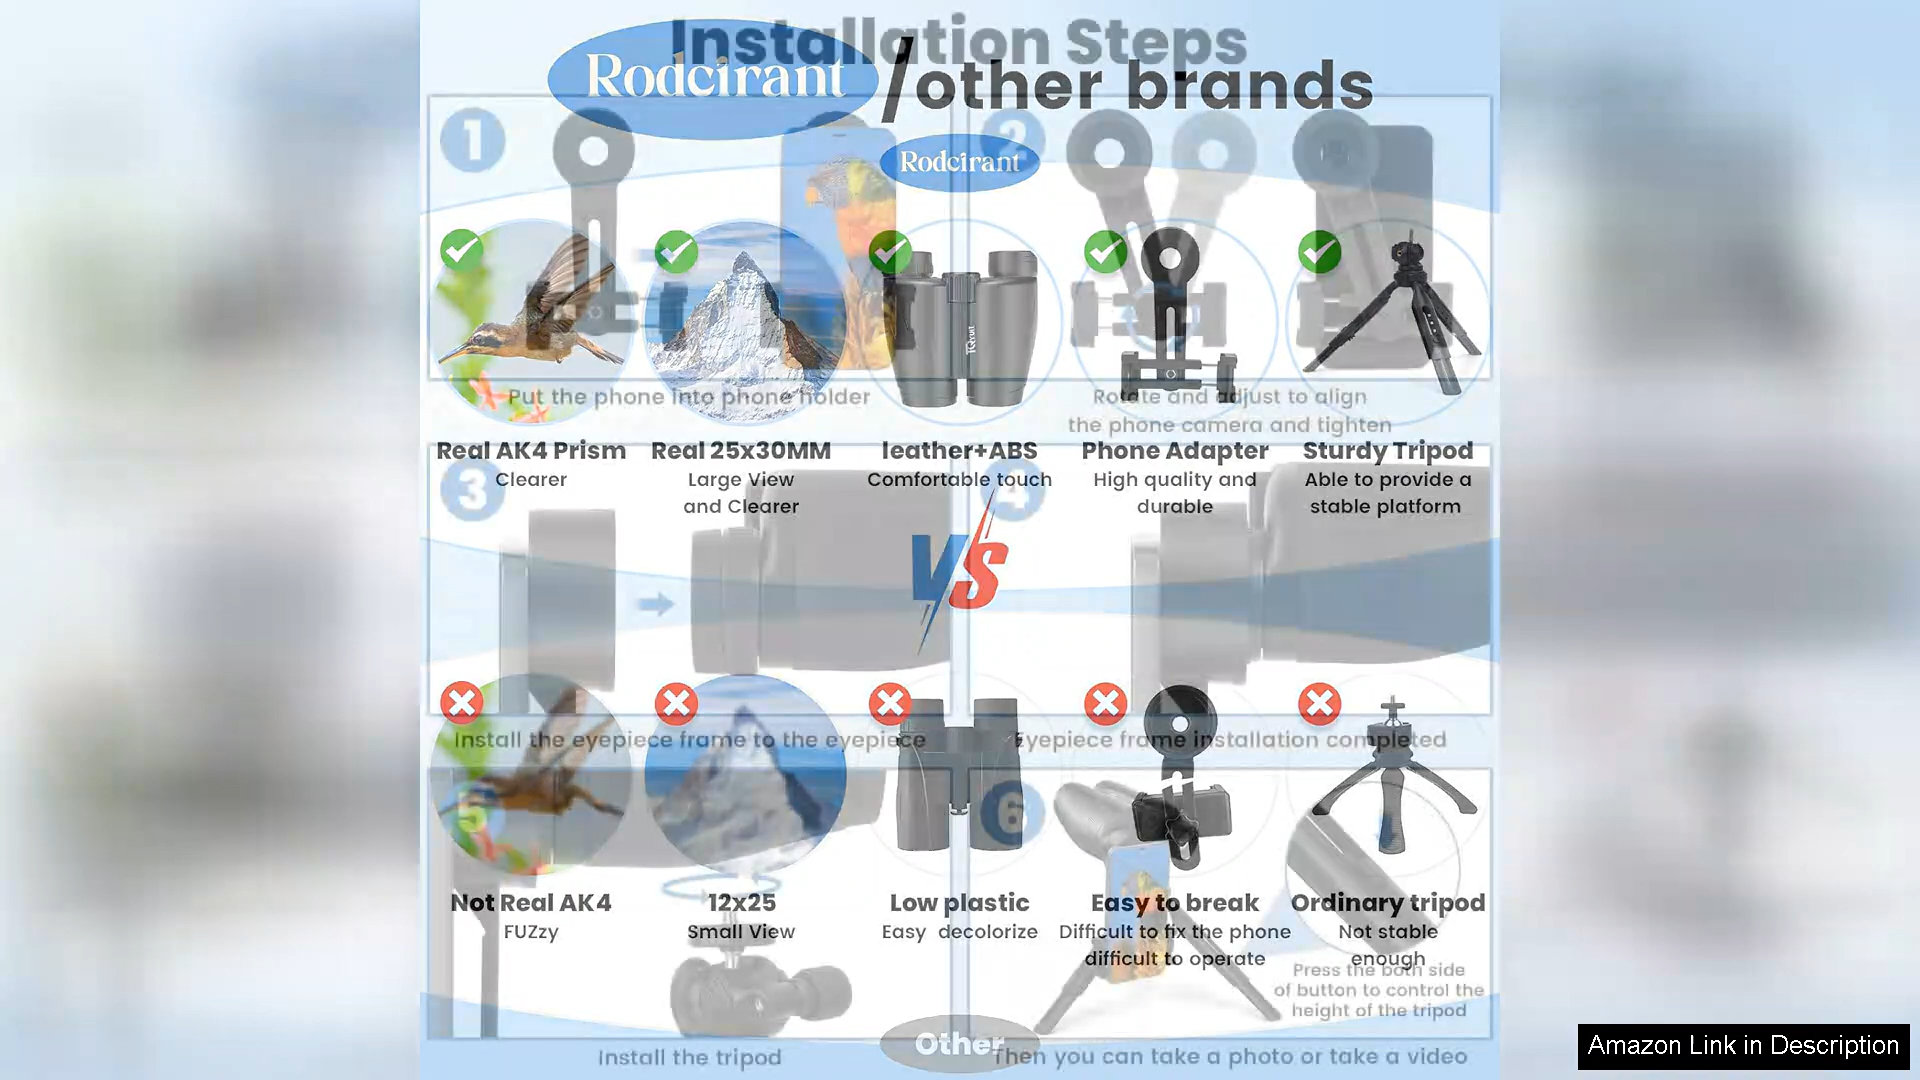 Installation Steps
Rodcirant /other brands
1
2
Rodcirant
Put the phone into phone holder
Rotate and adjust to align
the phone camera and tighten
Real AK4 Prism
Clearer
Real 25x30MM
Large View
and Clearer
leather+ABS
Comfortable touch
Phone Adapter
High quality and
durable
Sturdy Tripod
Able to provide a
stable platform
3
4
VS
Install the eyepiece frame to the eyepiece
Eyepiece frame installation completed
5
6
Not Real AK4
FUZzy
12x25
Small View
Low plastic
Easy decolorize
Easy to break
Difficult to fix the phone
difficult to operate
Ordinary tripod
Not stable
enough
Press the both side
of button to control the
height of the tripod
Other
Install the tripod
Then you can take a photo or take a video
Amazon Link in Description